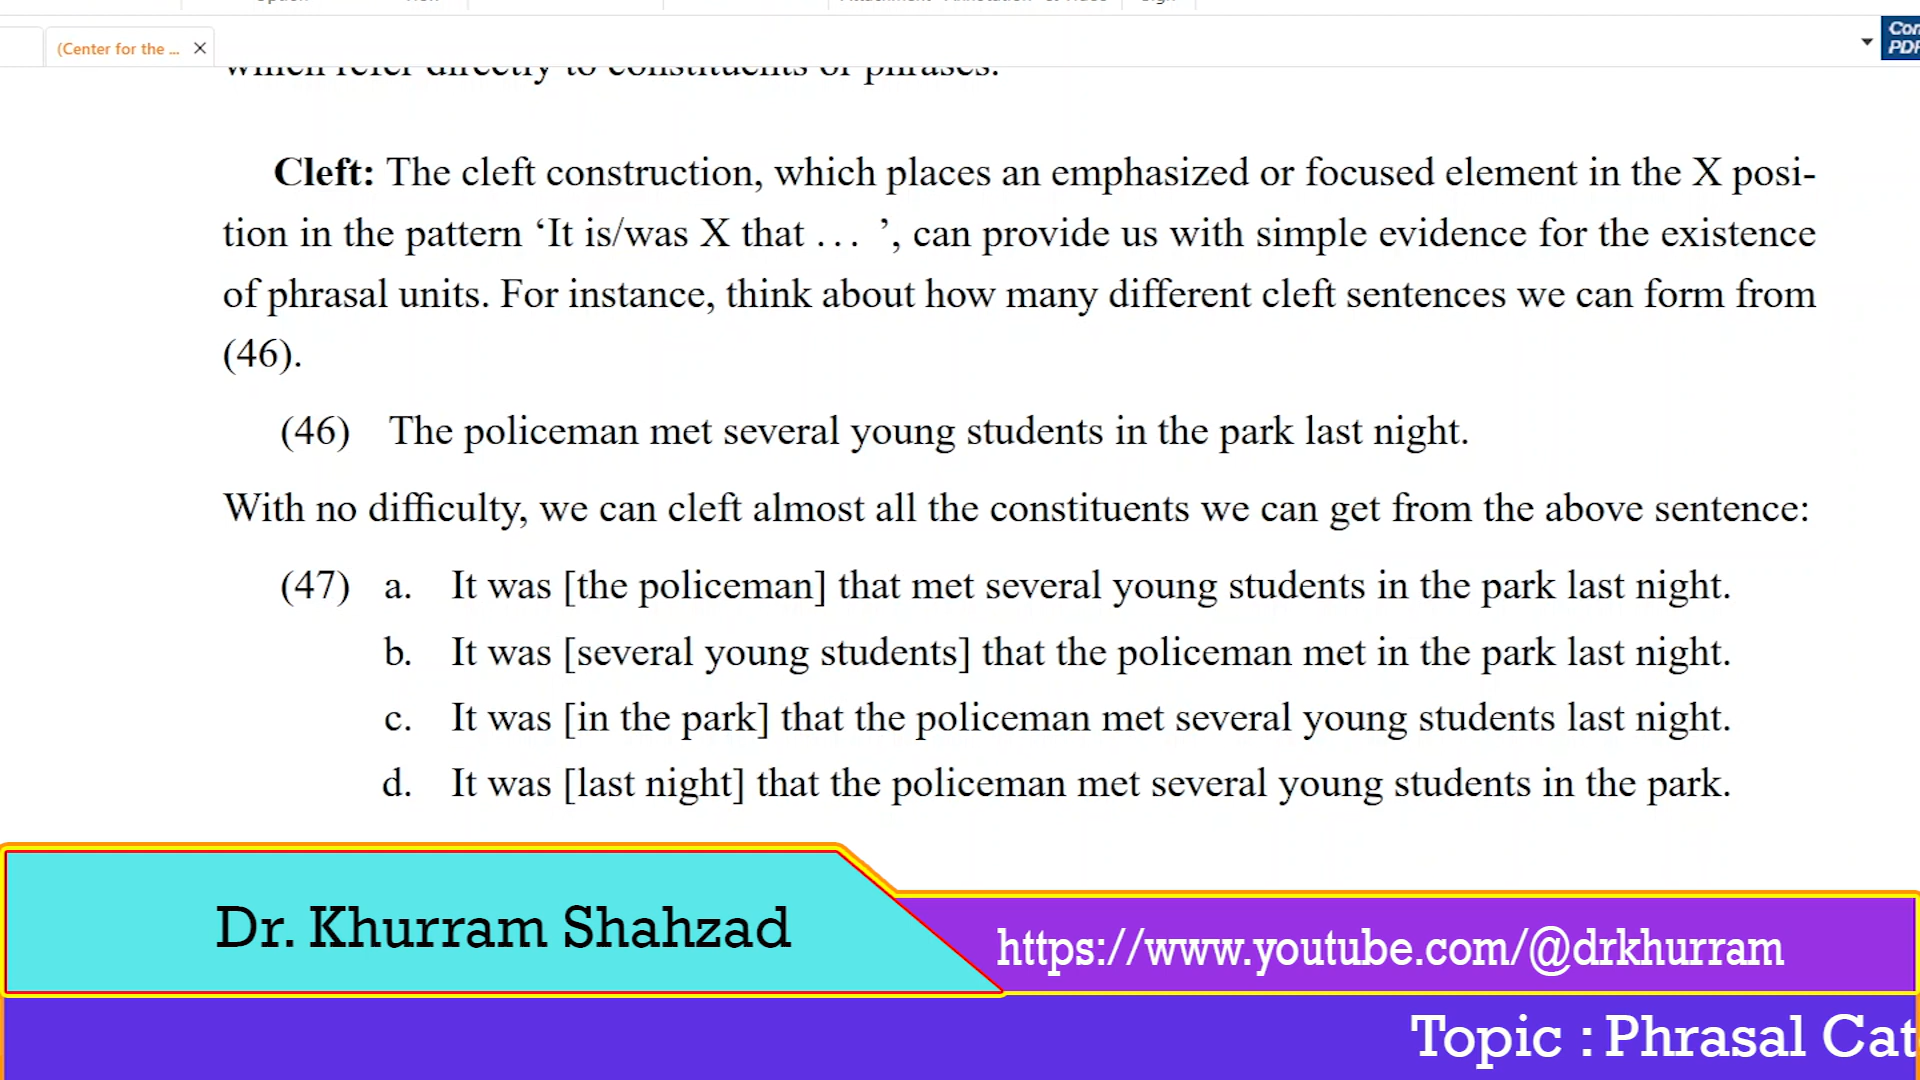 (Center for the ...
which refer directly to constituents or phrases.
Cleft: The cleft construction, which places an emphasized or focused element in the X posi-
tion in the pattern ‘It is/was X that … ’, can provide us with simple evidence for the existence
of phrasal units. For instance, think about how many different cleft sentences we can form from
(46).
(46) The policeman met several young students in the park last night.
With no difficulty, we can cleft almost all the constituents we can get from the above sentence:
(47) a. It was [the policeman] that met several young students in the park last night.
b. It was [several young students] that the policeman met in the park last night.
c. It was [in the park] that the policeman met several young students last night.
d. It was [last night] that the policeman met several young students in the park.
Dr. Khurram Shahzad
https://www.youtube.com/@drkhurram
Topic : Phrasal Cat